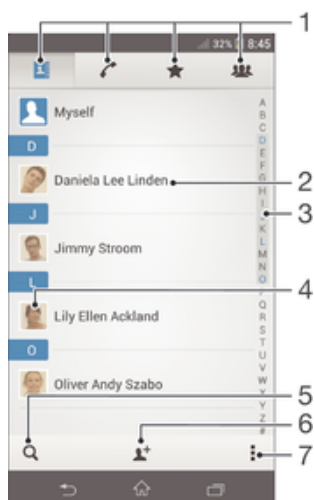 1
32% 8:45
Myself
D
Daniela Lee Linden
2
J
Jimmy Stroom
L
4
Lily Ellen Ackland
O
Oliver Andy Szabo
A
B
C
D
E
F
G
H
I
K
L
M
N
O
Q
R
S
T
U
V
W
X
Y
Z
#
3
5
6
7